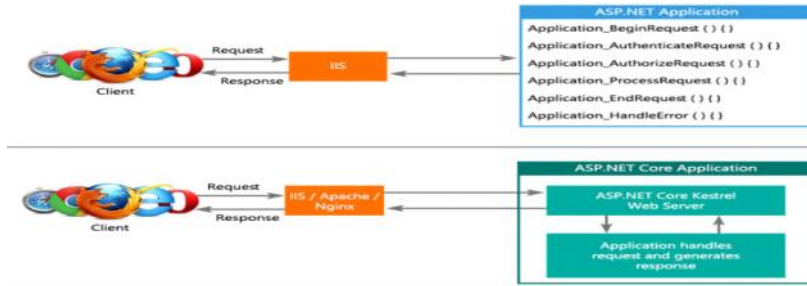 ASP.NET Application
Application_BeginRequest ( ) { }
Application_AuthenticateRequest ( ) { }
Application_AuthorizeRequest ( ) { }
Application_ProcessRequest ( ) { }
Application_EndRequest ( ) { }
Application_HandleError ( ) { }
Request
IIS
Response
Client
ASP.NET Core Application
Request
IIS / Apache /
Nginx
Response
Client
ASP.NET Core Kestrel
Web Server
Application handles
request and generates
response